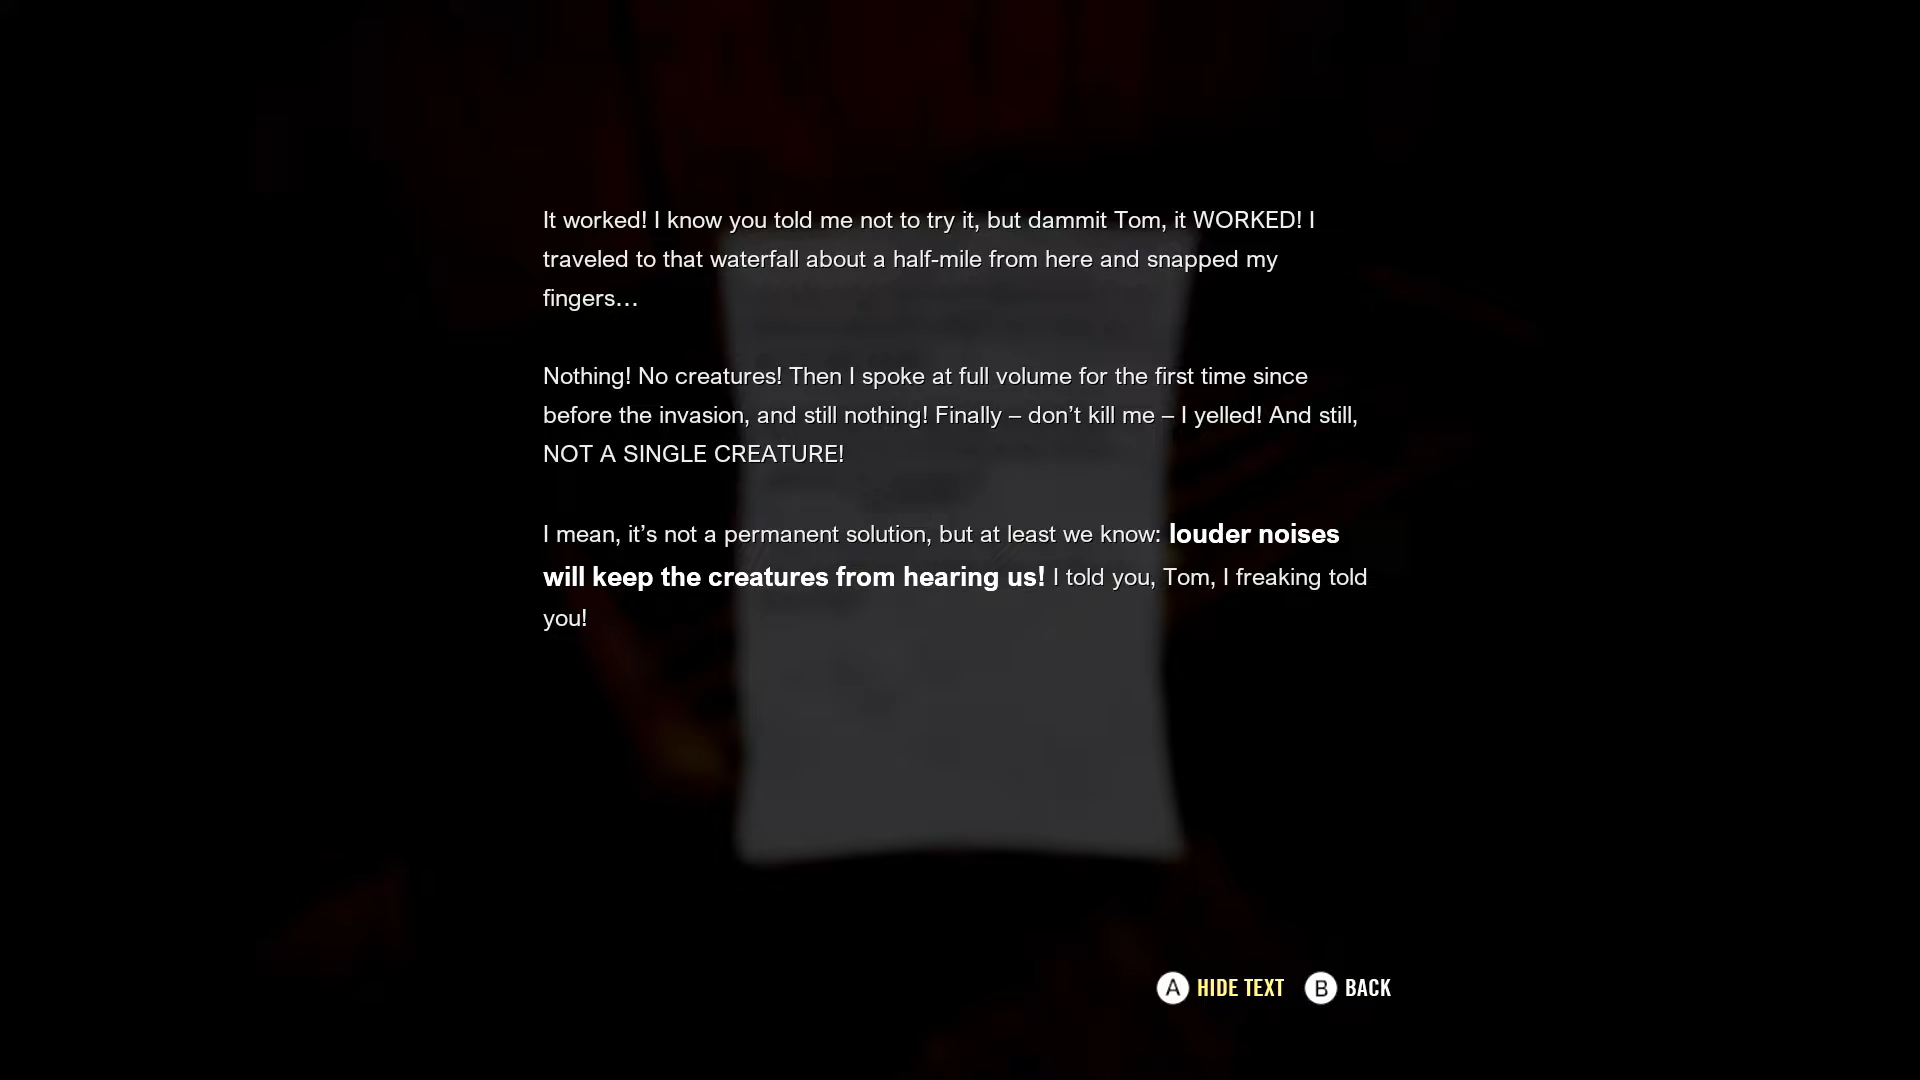 It worked! I know you told me not to try it, but dammit Tom, it WORKED! I
traveled to that waterfall about a half-mile from here and snapped my
fingers…
Nothing! No creatures! Then I spoke at full volume for the first time since
before the invasion, and still nothing! Finally – don’t kill me – I yelled! And still,
NOT A SINGLE CREATURE!
I mean, it’s not a permanent solution, but at least we know: louder noises
will keep the creatures from hearing us! I told you, Tom, I freaking told
you!
A HIDE TEXT B BACK